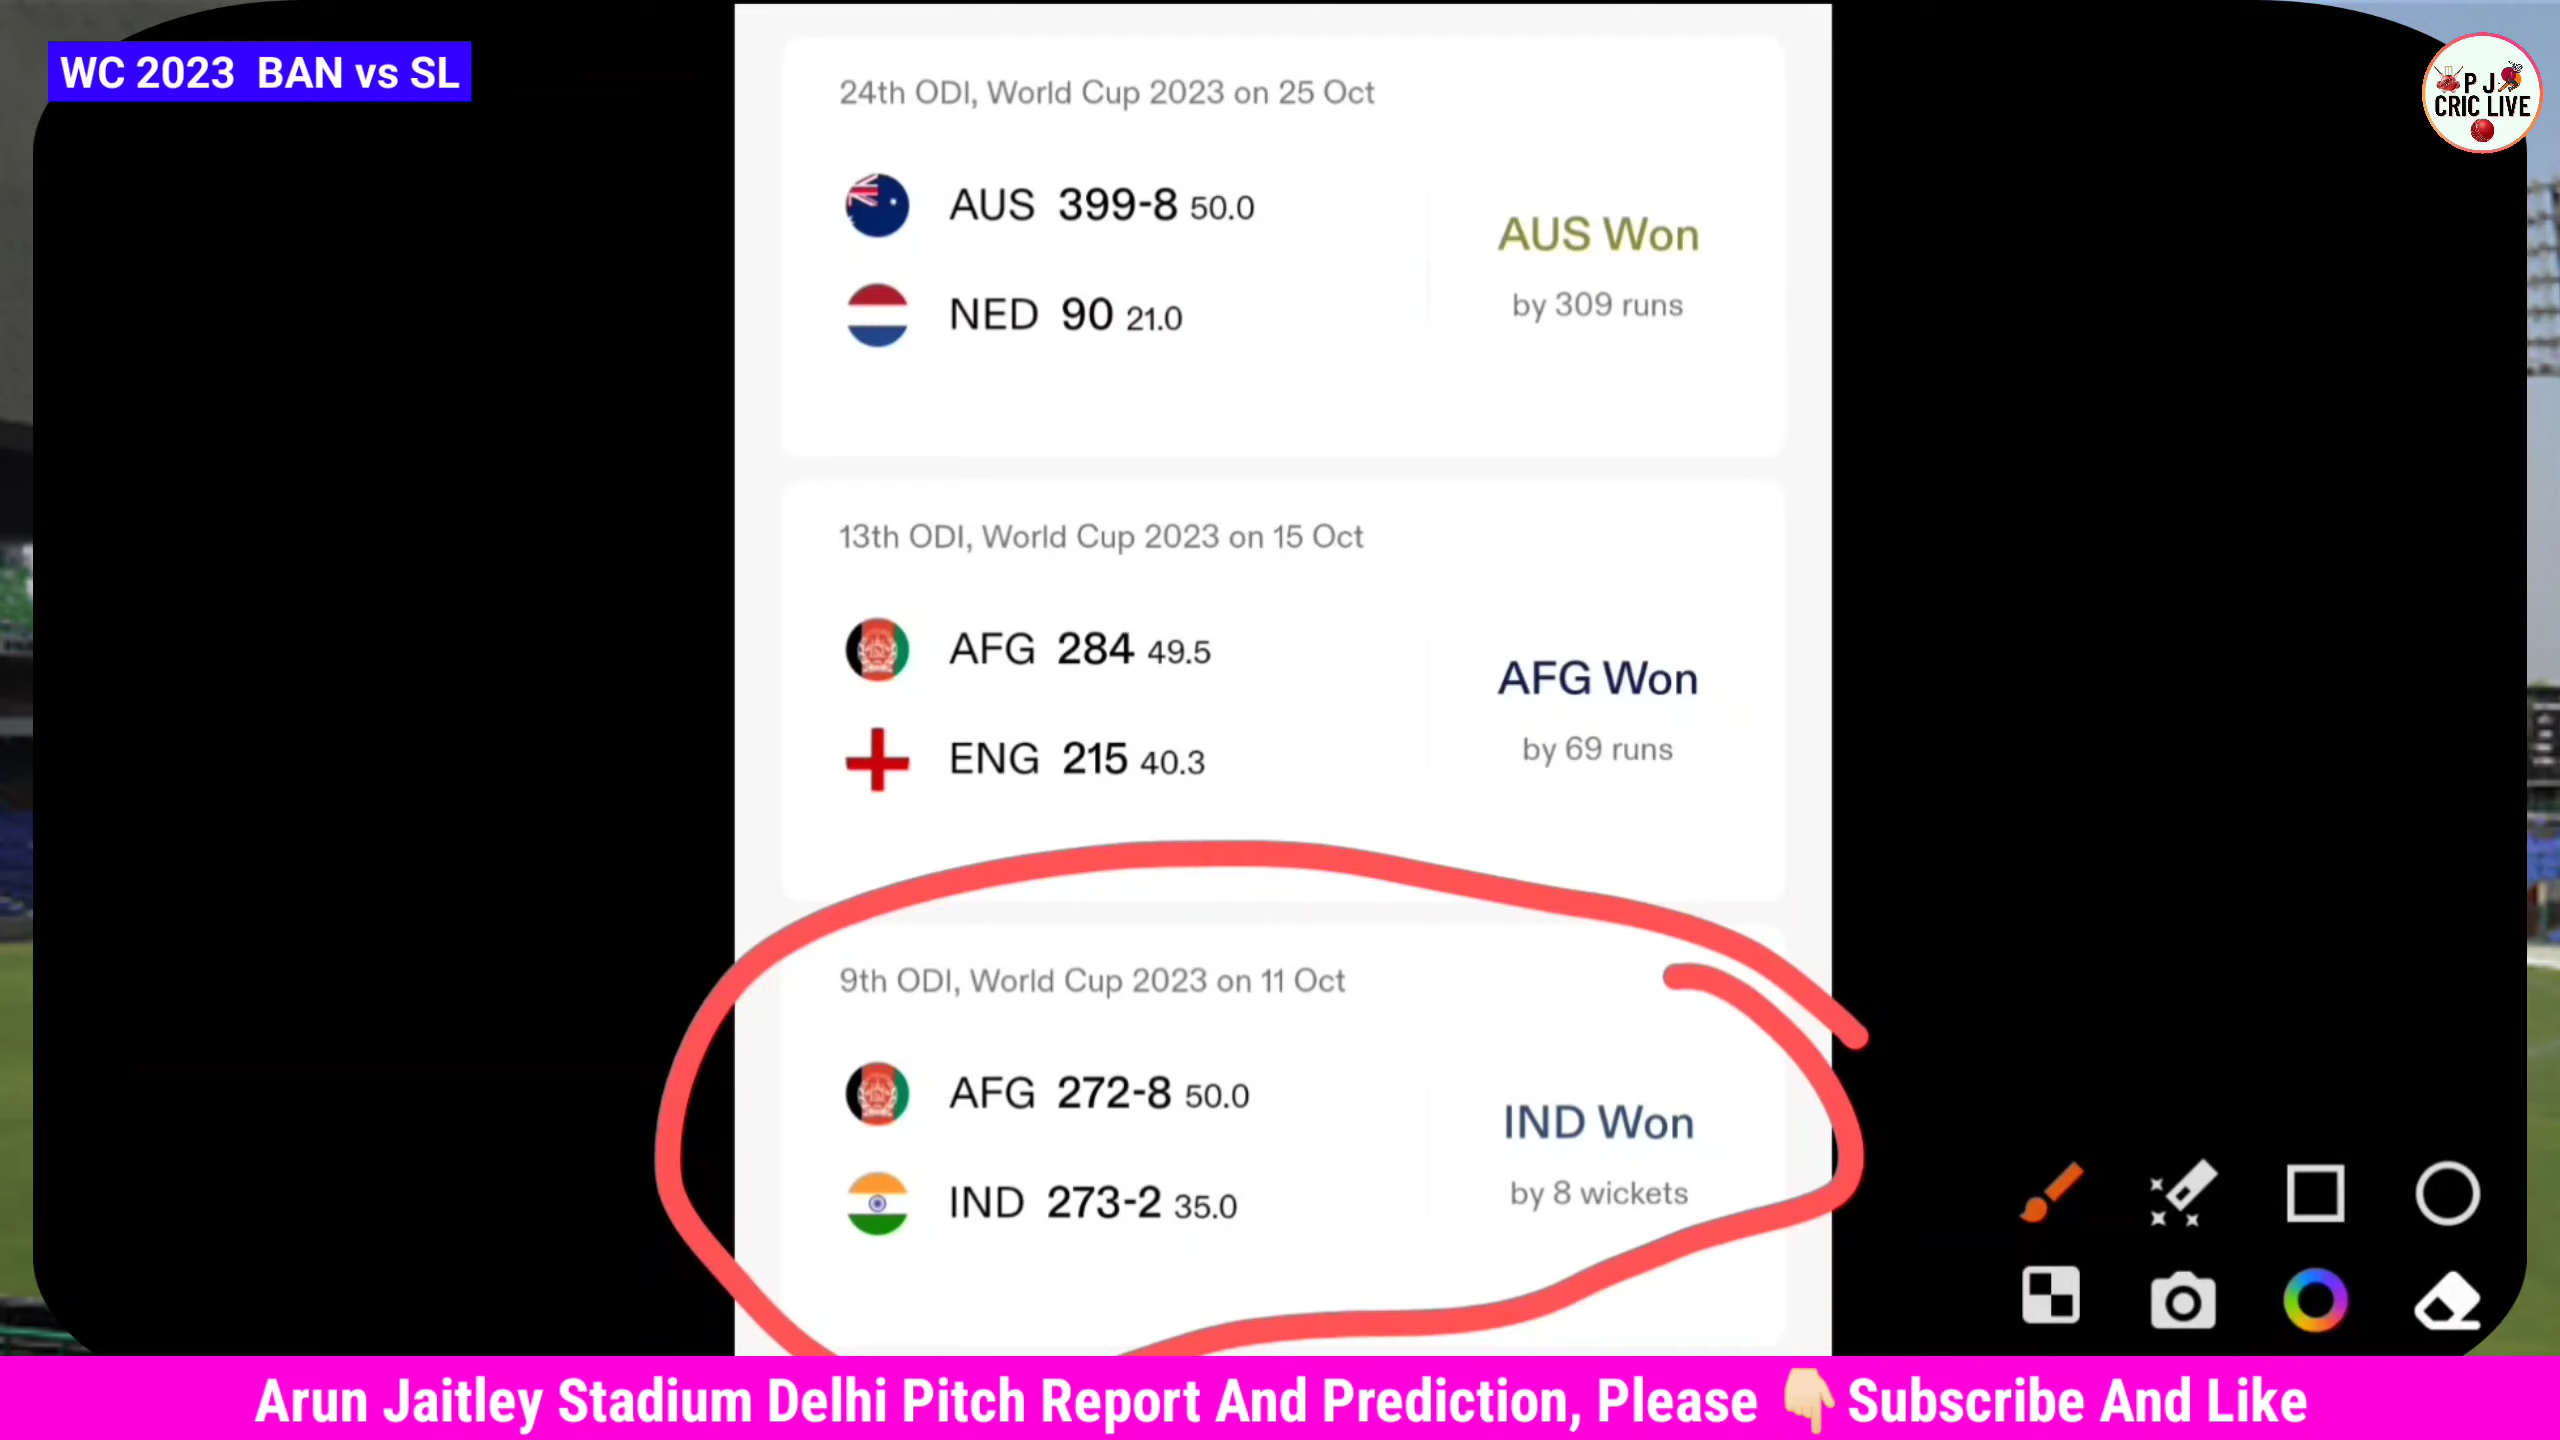 WC 2023 BAN vs SL
P J
CRIC LIVE
24th ODI, World Cup 2023 on 25 Oct
AUS 399-8 50.0
NED 90 21.0
AUS Won
by 309 runs
13th ODI, World Cup 2023 on 15 Oct
AFG 284 49.5
ENG 215 40.3
AFG Won
by 69 runs
9th ODI, World Cup 2023 on 11 Oct
AFG 272-8 50.0
IND 273-2 35.0
IND Won
by 8 wickets
Arun Jaitley Stadium Delhi Pitch Report And Prediction, Please 👇 Subscribe And Like